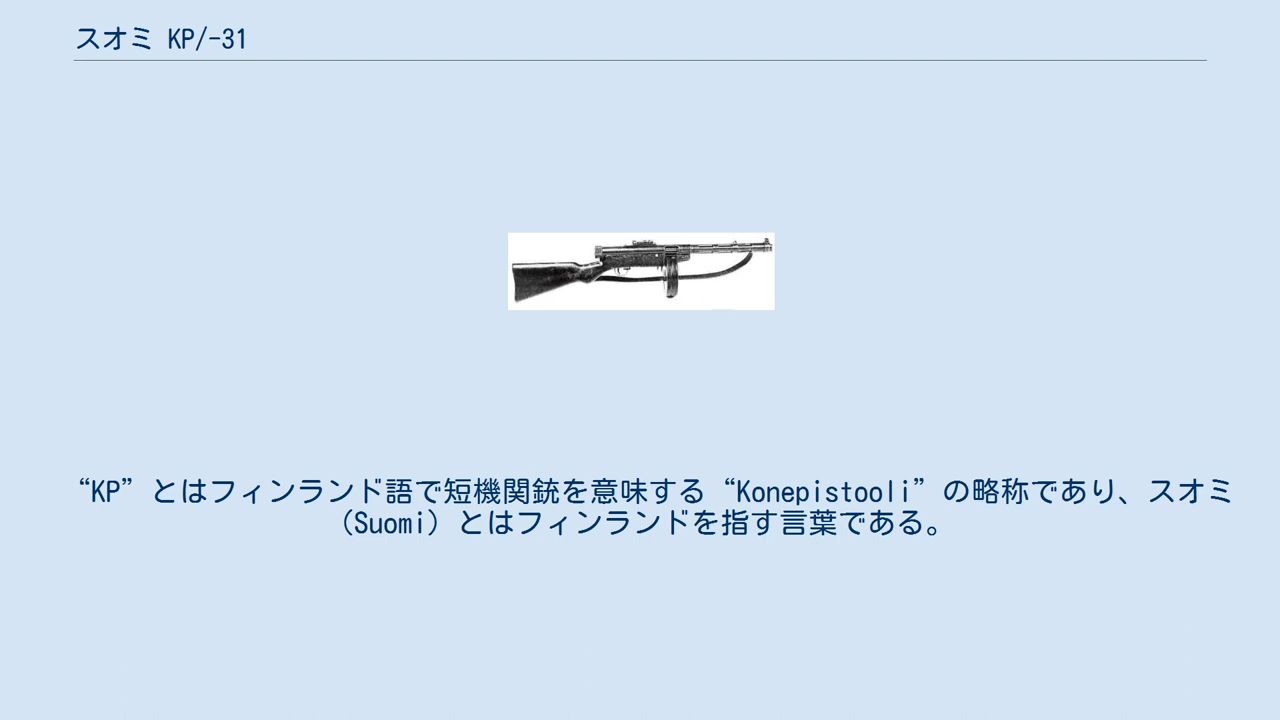 スオミ KP/-31
“KP”とはフィンランド語で短機関銃を意味する“Konepistooli”の略称であり、スオミ
（Suomi）とはフィンランドを指す言葉である。